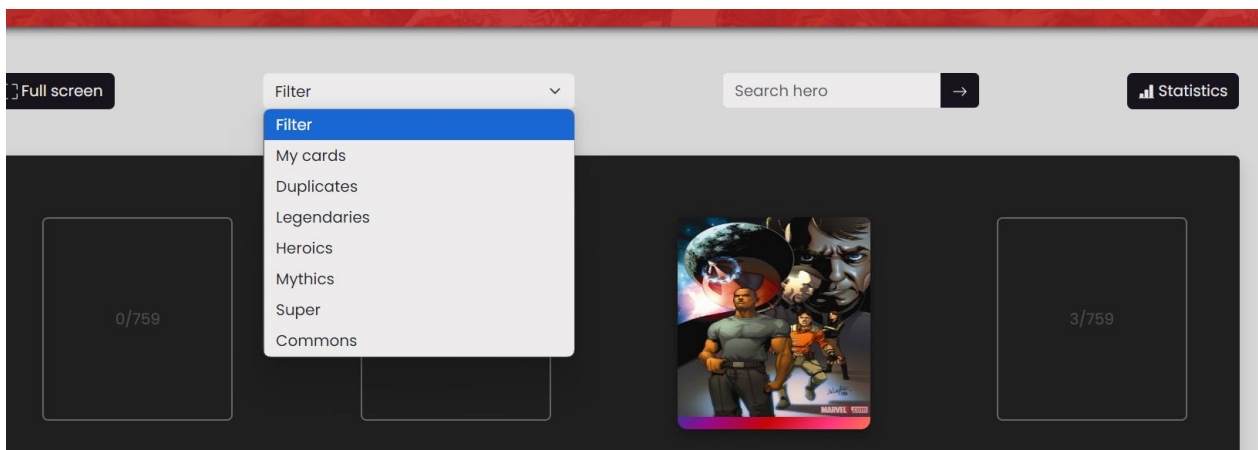 Full screen
Filter
Search hero
→
Statistics
Filter
My cards
Duplicates
Legendaries
Heroics
Mythics
Super
Commons
0/759
3/759
MARVEL .COM